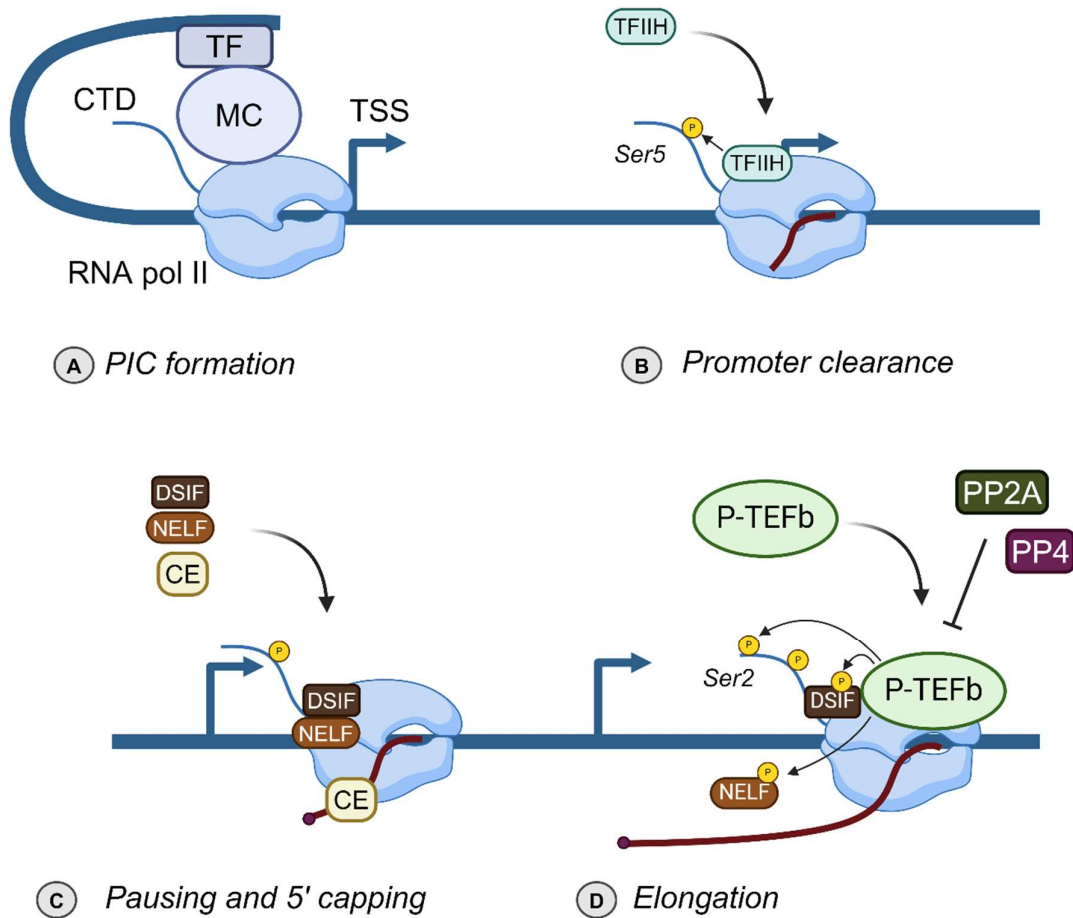 TF
MC
CTD
TSS
RNA pol II
A PIC formation
TFIIH
P
Ser5
TFIIH
B Promoter clearance
DSIF
NELF
CE
P
DSIF
NELF
CE
C Pausing and 5' capping
P-TEFb
PP2A
PP4
P
P
Ser2
P
DSIF
P-TEFb
P
NELF
D Elongation